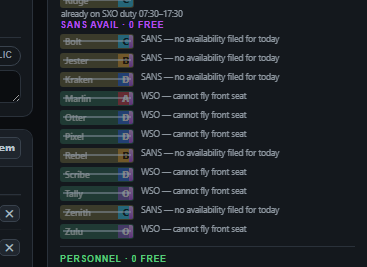 already on SXO duty 07:30–17:30
SANS AVAIL · 0 FREE
LIC
Bolt C SANS — no availability filed for today
Jester SANS — no availability filed for today
Kraken D SANS — no availability filed for today
Marlin A WSO — cannot fly front seat
Otter D WSO — cannot fly front seat
Pixel D WSO — cannot fly front seat
em
Rebel SANS — no availability filed for today
Scribe D WSO — cannot fly front seat
Tally O WSO — cannot fly front seat
× Zenith C SANS — no availability filed for today
Zulu O WSO — cannot fly front seat
×
PERSONNEL · 0 FREE